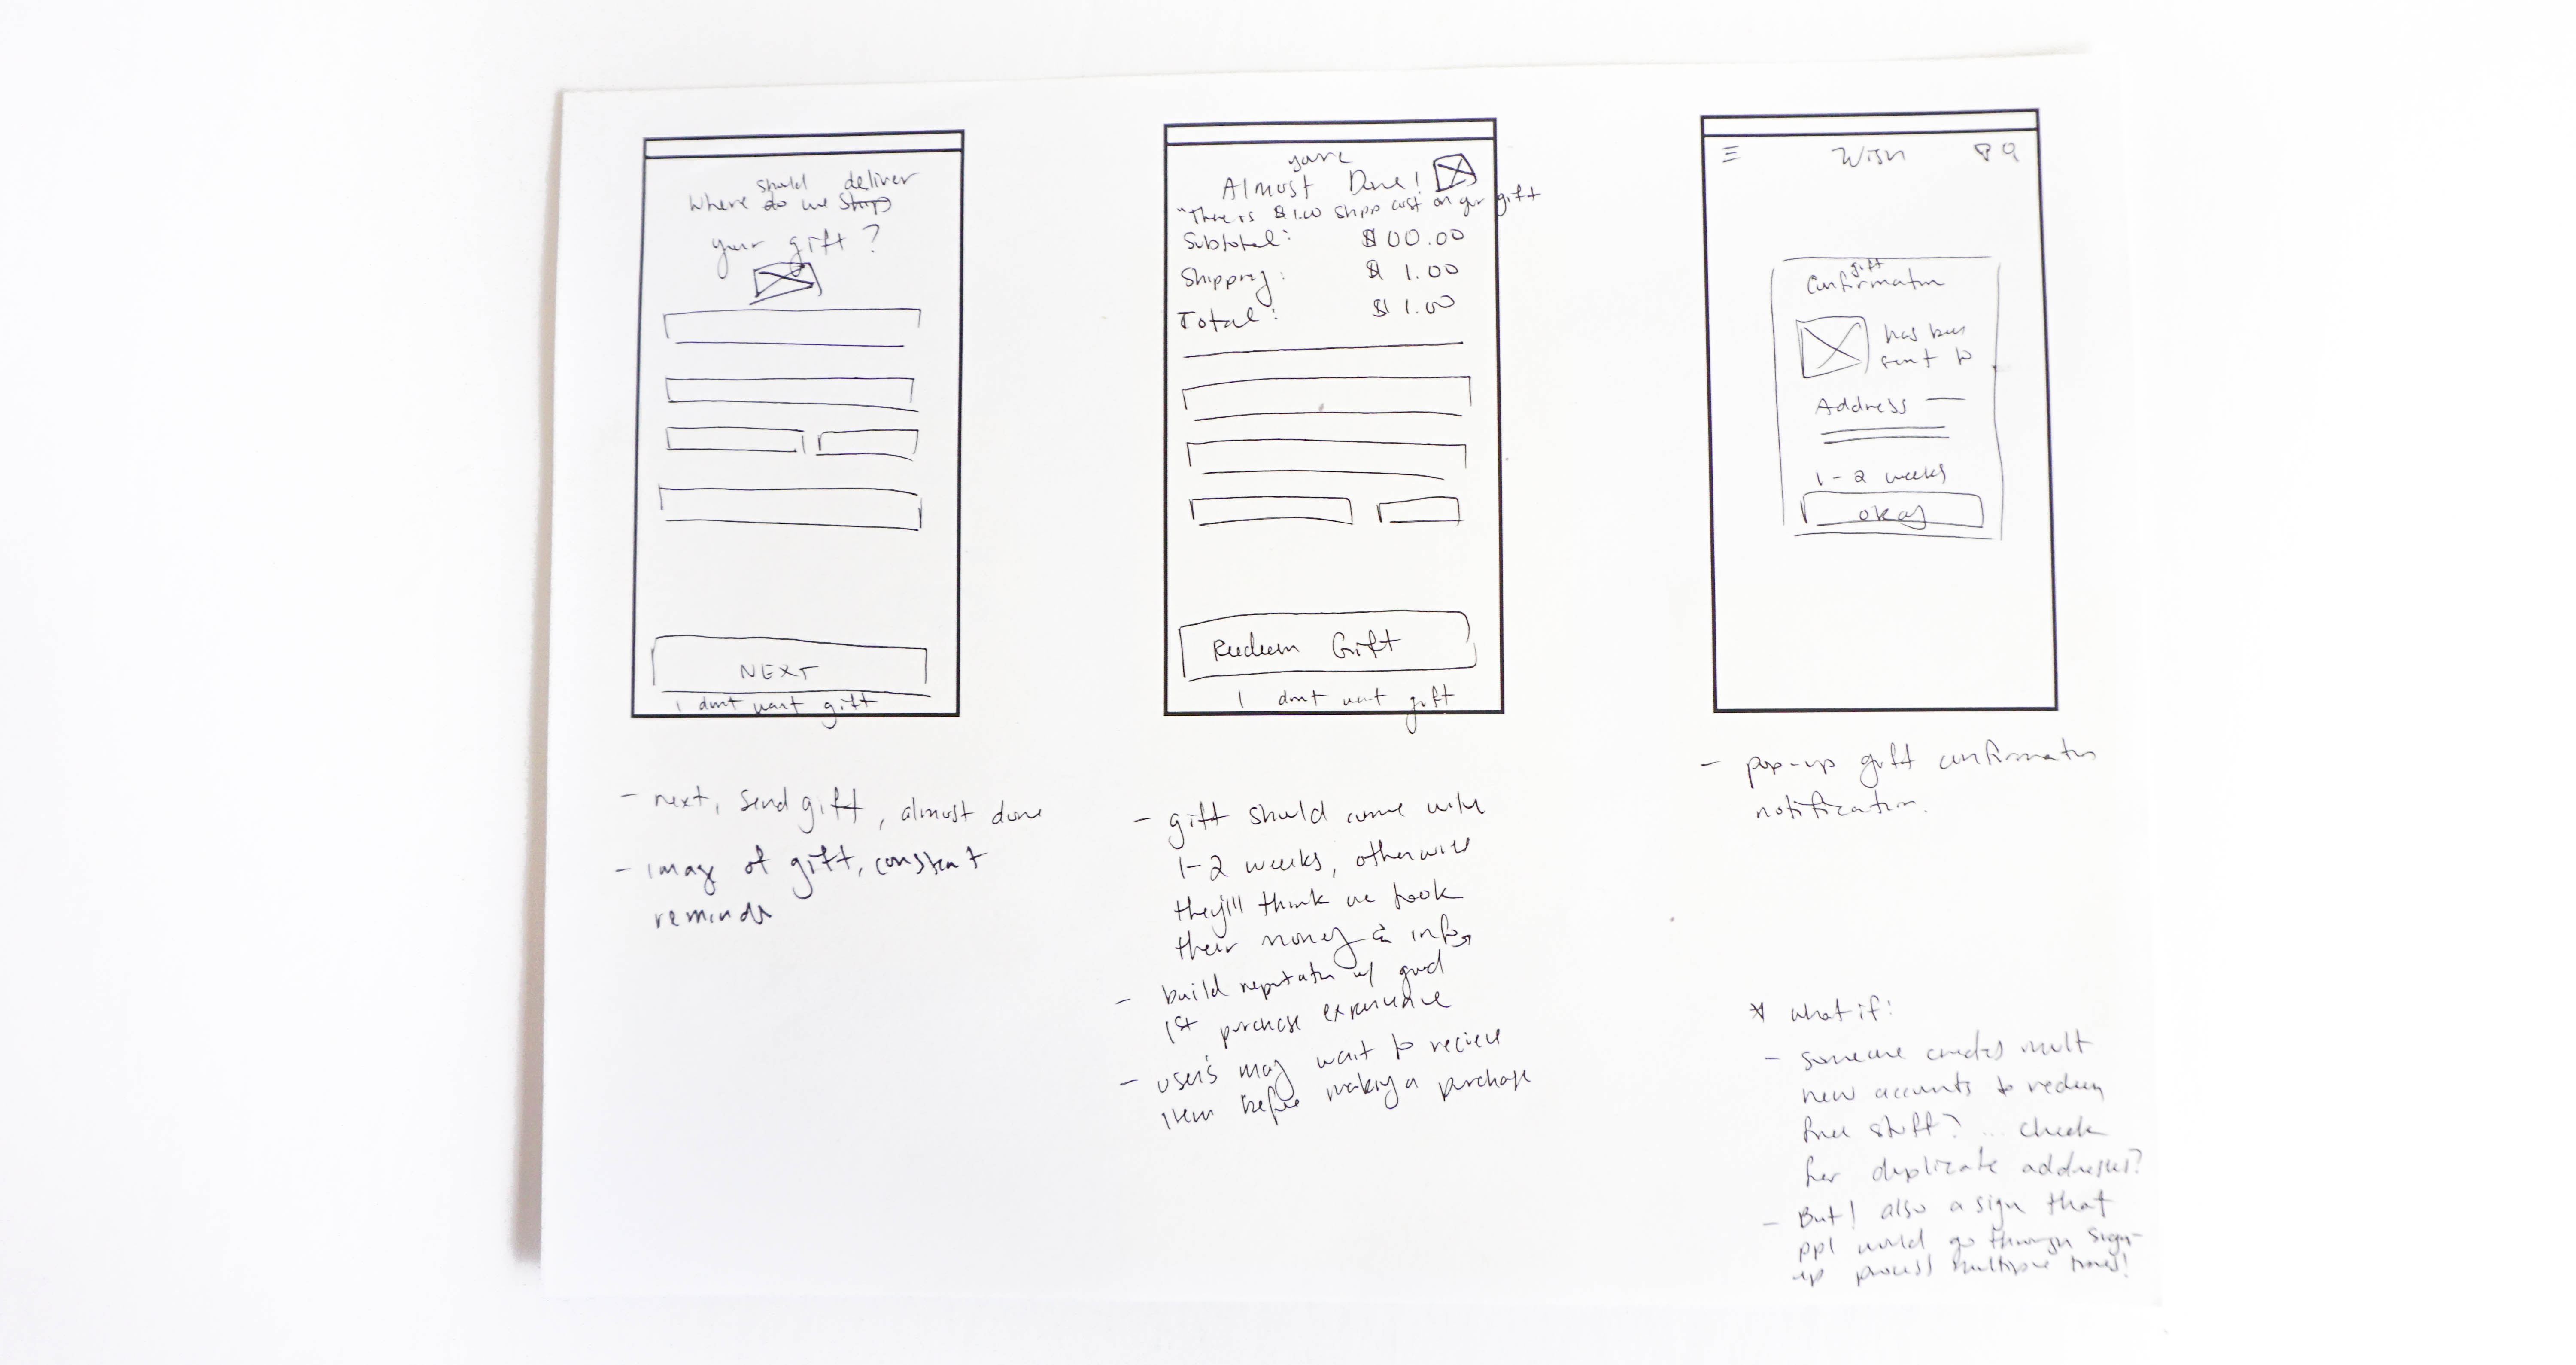 should deliver
Where do we ship
your gift?
NEXT
I dont want gift
- next, send gift, almost done
- image of gift, constant
reminder
you're
Almost Done!
"There is $1.00 shipp cost on your gift
Subtotal: $00.00
Shipping: $ 1.00
Total: $ 1.00
Redeem Gift
I dont want gift
- gift should come within
1-2 weeks, otherwise
they'll think we took
their money & info
- build reputation w/ good
1st purchase experience
- user's may want to recieve
item before making a purchase
Wish
gift
Confirmation
has been
sent to
Address
1-2 weeks
okay
- pop-up gift confirmation
notification.
* what if:
- someone creates mult
new accounts to redeem
free stuff? ... check
for duplicate addresses?
- But! also a sign that
ppl would go through sign-
up process multiple times!